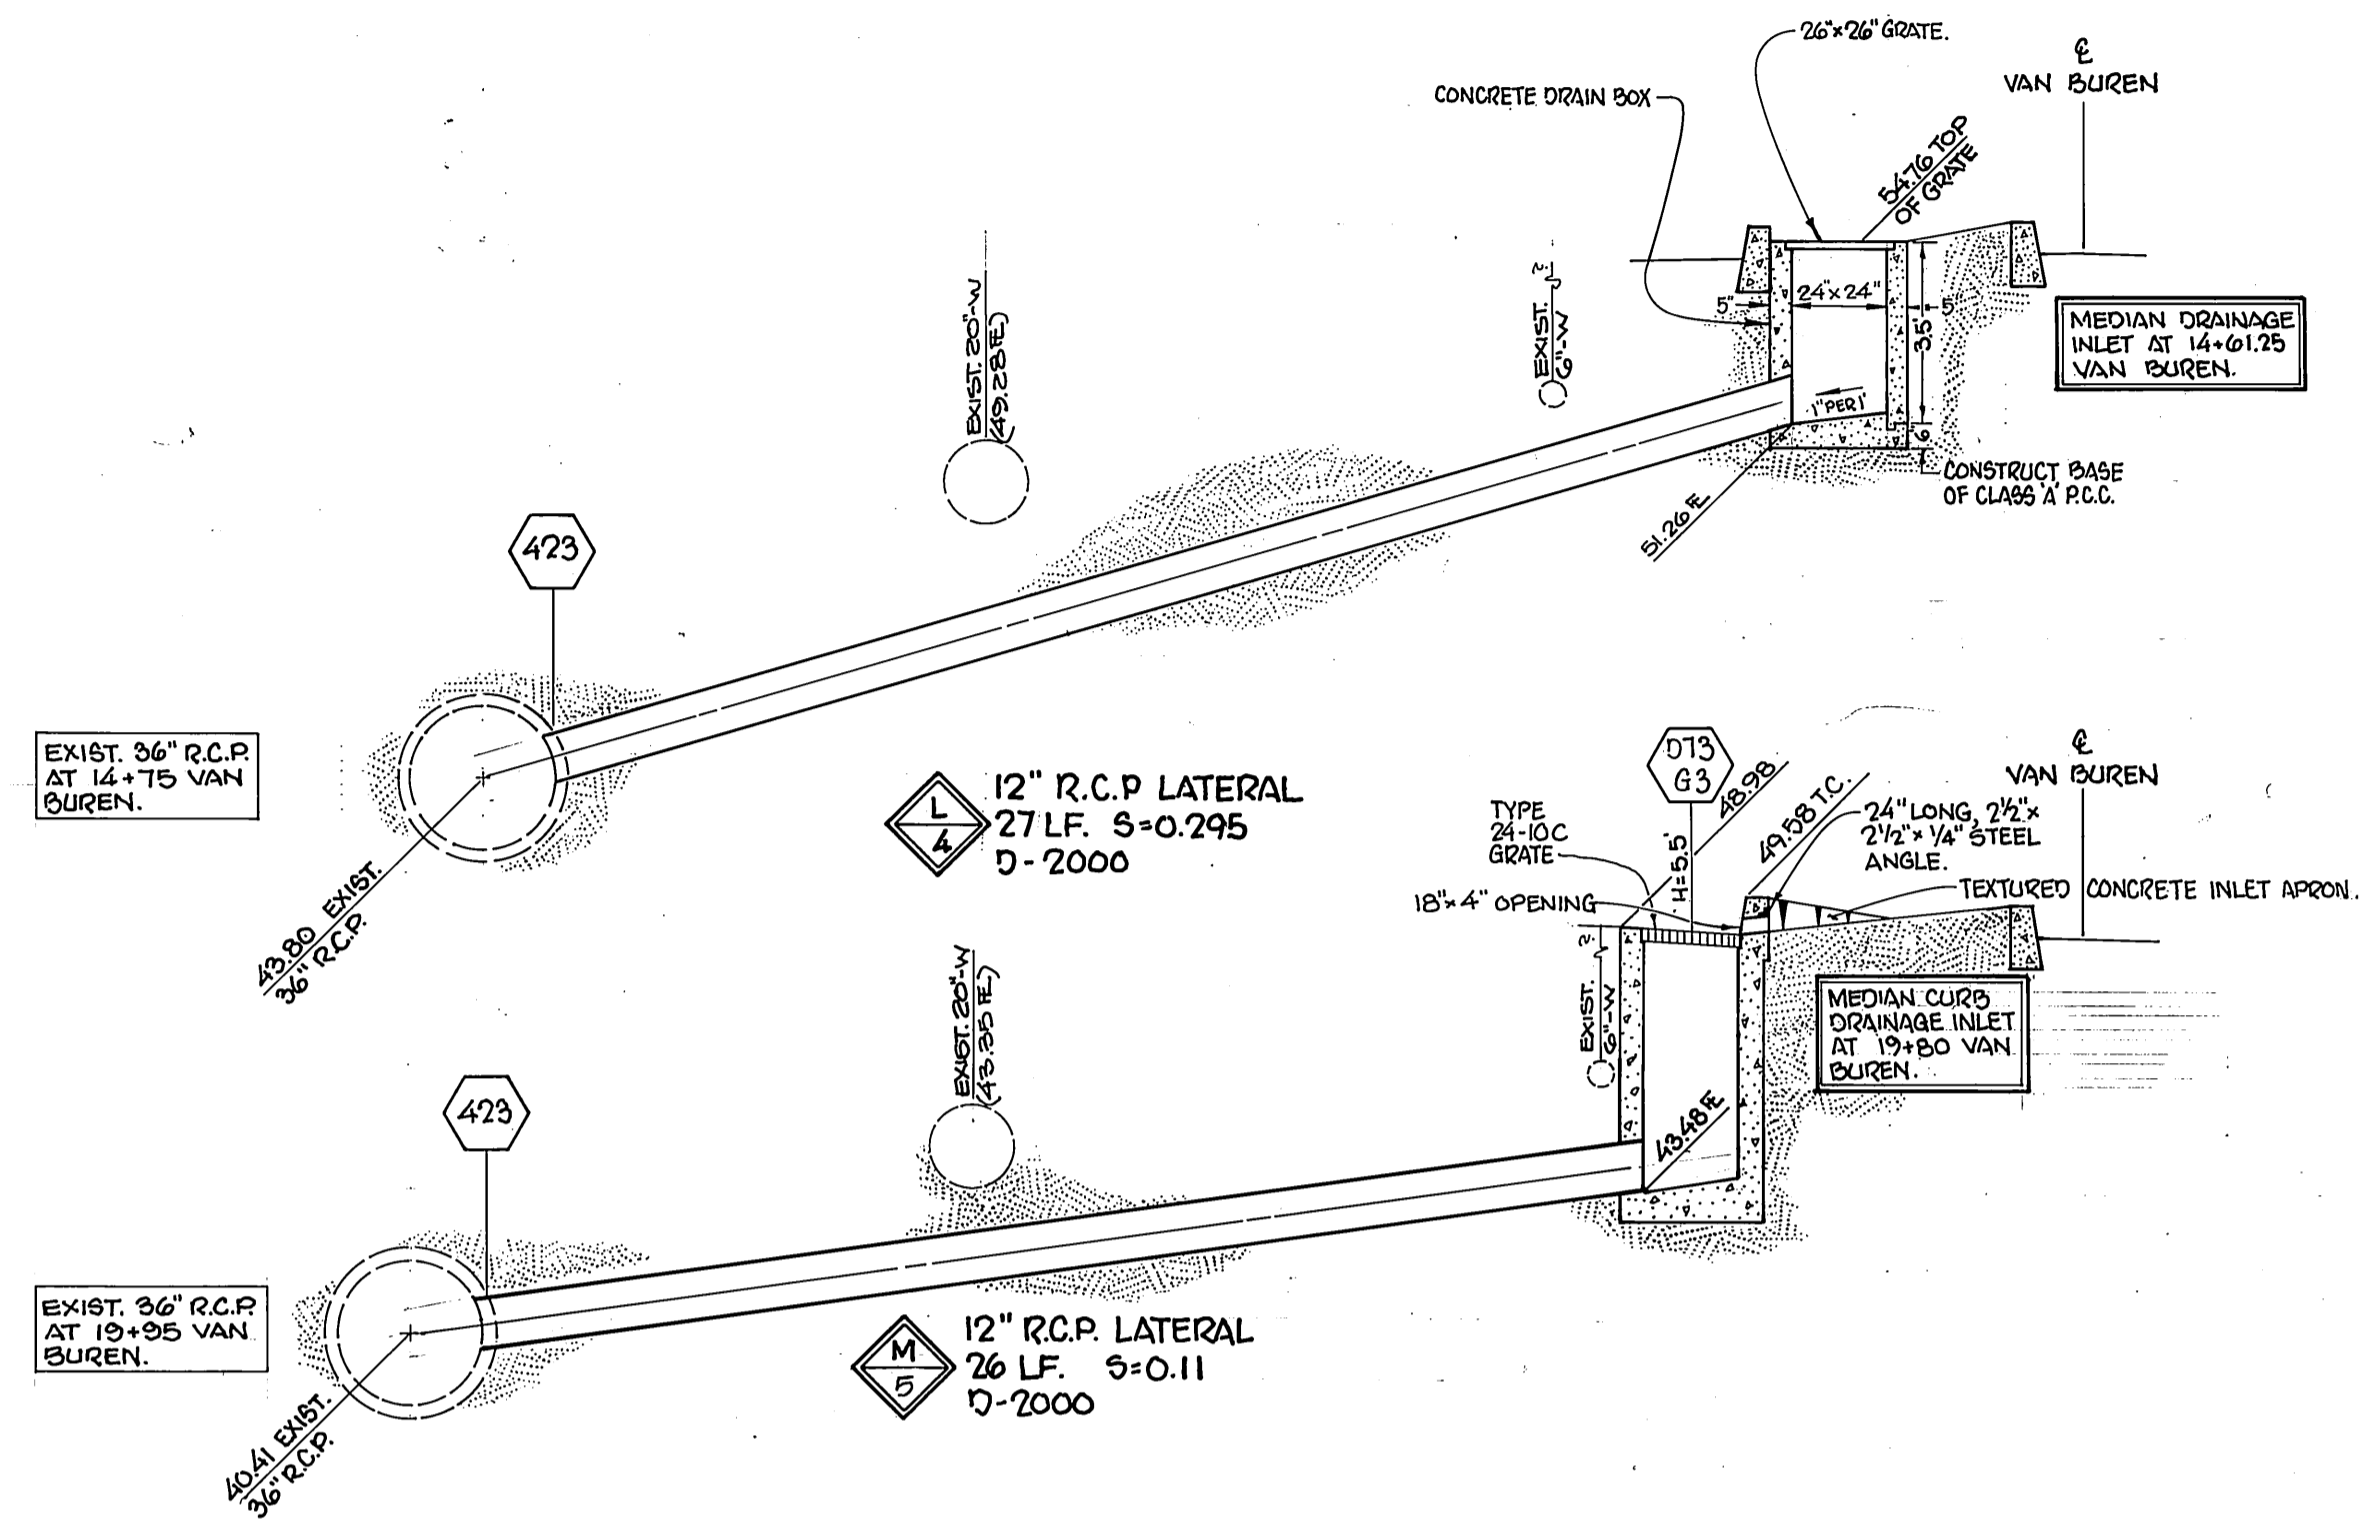 26"x26" GRATE.
℄
VAN BUREN
CONCRETE DRAIN BOX
54.76 TOP
OF GRATE
EXIST. 20"-W
(49.28 FL)
EXIST.
6"-W
24"x24"
5"
5"
3.5'
6"
1" PER 1'
MEDIAN DRAINAGE
INLET AT 14+61.25
VAN BUREN.
CONSTRUCT BASE
OF CLASS 'A' P.C.C.
51.26 FL
423
EXIST. 36" R.C.P.
AT 14+75 VAN
BUREN.
43.80 EXIST.
36" R.C.P.
L
4
12" R.C.P LATERAL
27 LF. S=0.295
D-2000
D73
G3
48.98
49.58 T.C.
℄
VAN BUREN
TYPE
24-10C
GRATE
H=5.5'
24" LONG, 2½"x
2½"x ¼" STEEL
ANGLE.
18"x4" OPENING
TEXTURED CONCRETE INLET APRON.
EXIST. 20"-W
(43.35 FL)
EXIST.
6"-W
43.48 FL
MEDIAN CURB
DRAINAGE INLET
AT 19+80 VAN
BUREN.
423
EXIST. 36" R.C.P.
AT 19+95 VAN
BUREN.
40.41 EXIST.
36" R.C.P.
M
5
12" R.C.P. LATERAL
26 LF. S=0.11
D-2000